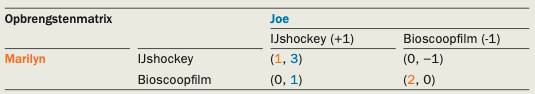 Opbrengstenmatrix Joe
IJshockey (+1) Bioscoopfilm (-1)
Marilyn IJshockey (1, 3) (0, −1)
Bioscoopfilm (0, 1) (2, 0)